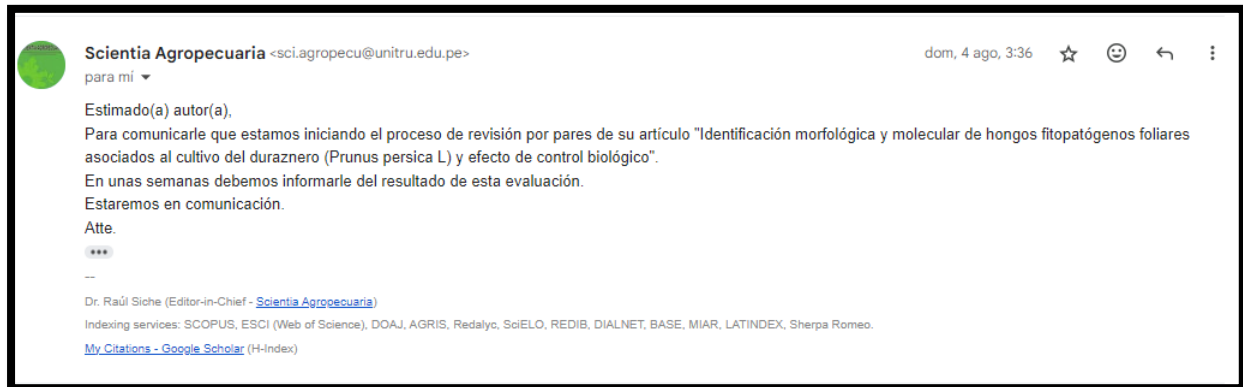 Scientia Agropecuaria <sci.agropecu@unitru.edu.pe>
dom, 4 ago, 3:36
para mí
Estimado(a) autor(a),
Para comunicarle que estamos iniciando el proceso de revisión por pares de su artículo "Identificación morfológica y molecular de hongos fitopatógenos foliares
asociados al cultivo del duraznero (Prunus persica L) y efecto de control biológico".
En unas semanas debemos informarle del resultado de esta evaluación.
Estaremos en comunicación.
Atte.
--
Dr. Raúl Siche (Editor-in-Chief - Scientia Agropecuaria)
Indexing services: SCOPUS, ESCI (Web of Science), DOAJ, AGRIS, Redalyc, SciELO, REDIB, DIALNET, BASE, MIAR, LATINDEX, Sherpa Romeo.
My Citations - Google Scholar (H-Index)